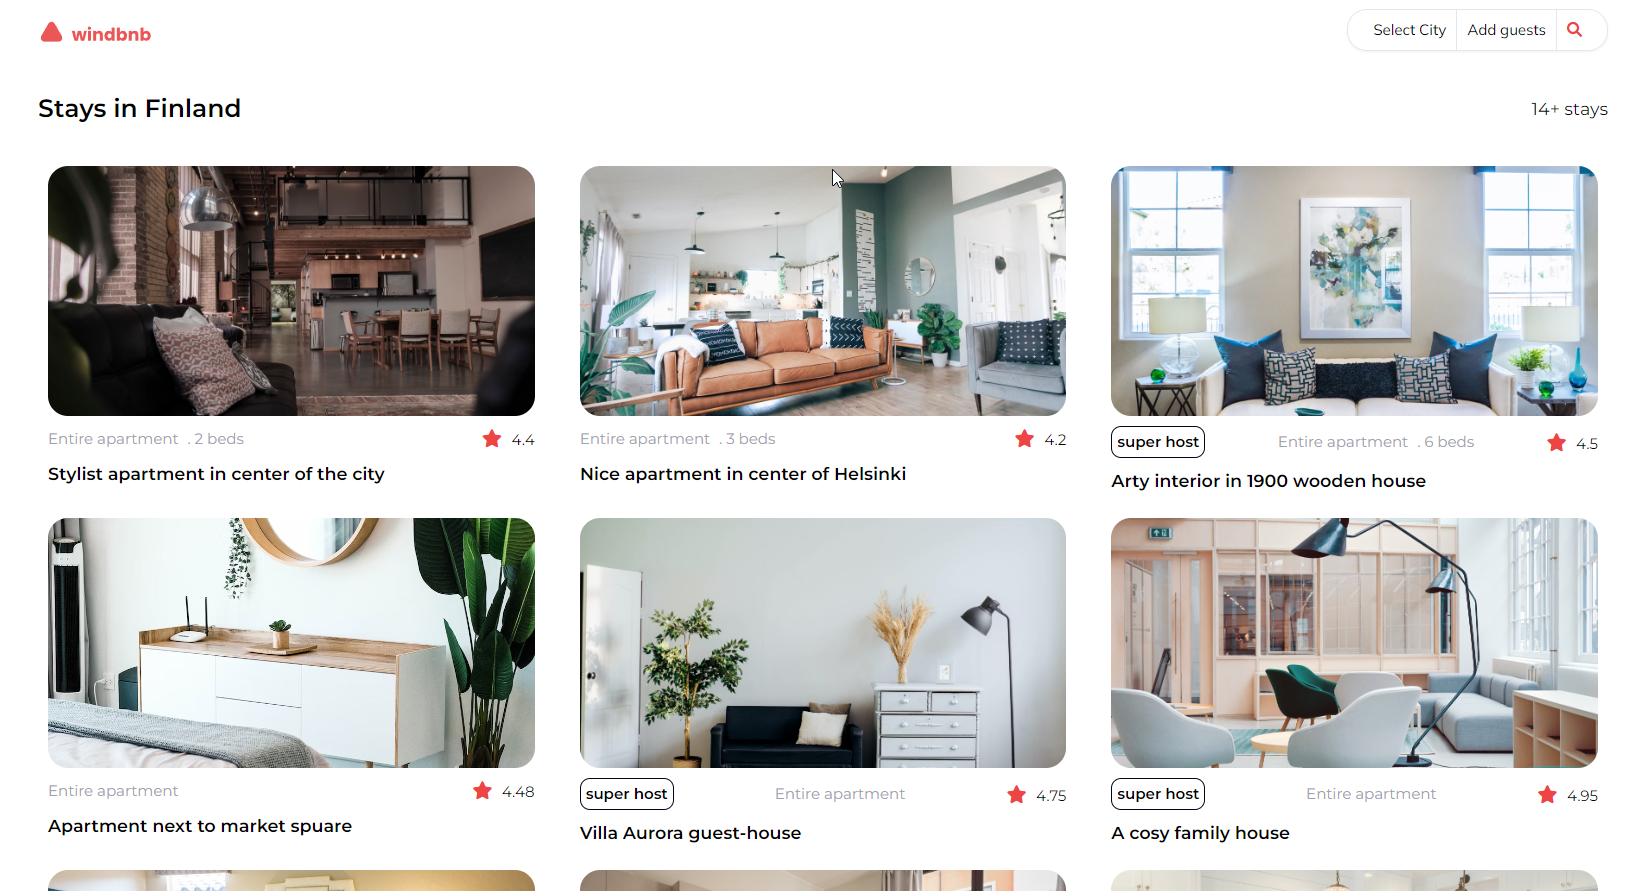 windbnb
Select City Add guests
Stays in Finland
14+ stays
Entire apartment . 2 beds 4.4
Stylist apartment in center of the city
Entire apartment . 3 beds 4.2
Nice apartment in center of Helsinki
super host Entire apartment . 6 beds 4.5
Arty interior in 1900 wooden house
Entire apartment 4.48
Apartment next to market spuare
super host Entire apartment 4.75
Villa Aurora guest-house
super host Entire apartment 4.95
A cosy family house